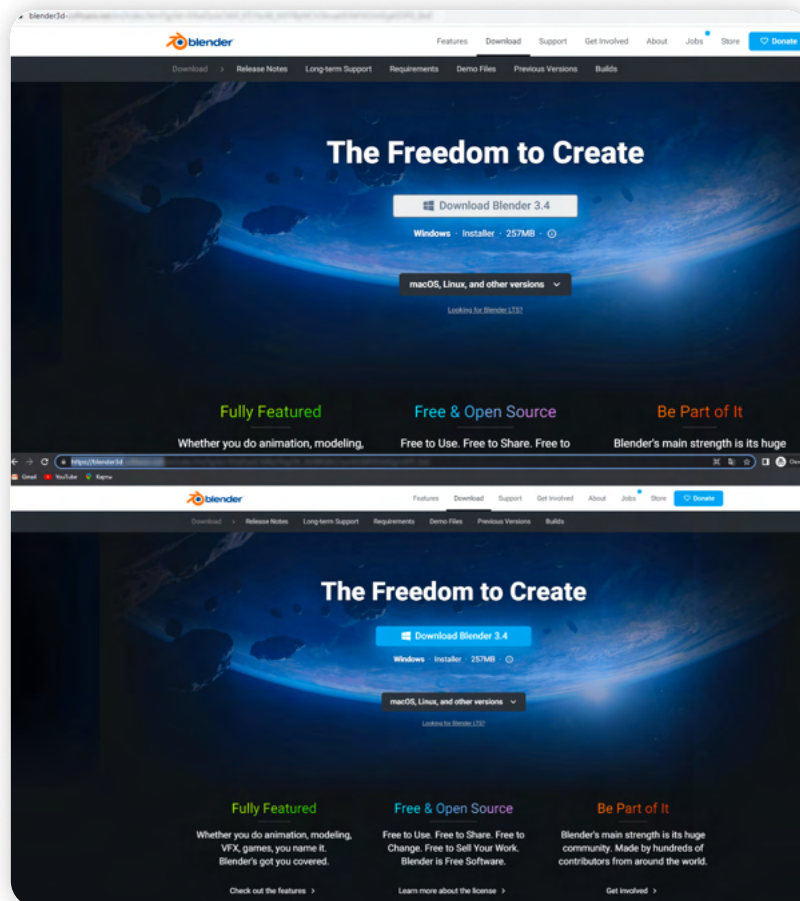 blender3d-
blender
Features Download Support Get Involved About Jobs Store Donate
Download > Release Notes Long-term Support Requirements Demo Files Previous Versions Builds
The Freedom to Create
Download Blender 3.4
Windows · Installer · 257MB ·
macOS, Linux, and other versions
Looking for Blender LTS?
Fully Featured Free & Open Source Be Part of It
Whether you do animation, modeling, Free to Use. Free to Share. Free to Blender's main strength is its huge
https://blender3d
Gmail YouTube Карты
blender
Features Download Support Get Involved About Jobs Store Donate
Download > Release Notes Long-term Support Requirements Demo Files Previous Versions Builds
The Freedom to Create
Download Blender 3.4
Windows · Installer · 257MB ·
macOS, Linux, and other versions
Looking for Blender LTS?
Fully Featured
Whether you do animation, modeling,
VFX, games, you name it.
Blender's got you covered.
Check out the features >
Free & Open Source
Free to Use. Free to Share. Free to
Change. Free to Sell Your Work.
Blender is Free Software.
Learn more about the license >
Be Part of It
Blender's main strength is its huge
community. Made by hundreds of
contributors from around the world.
Get involved >